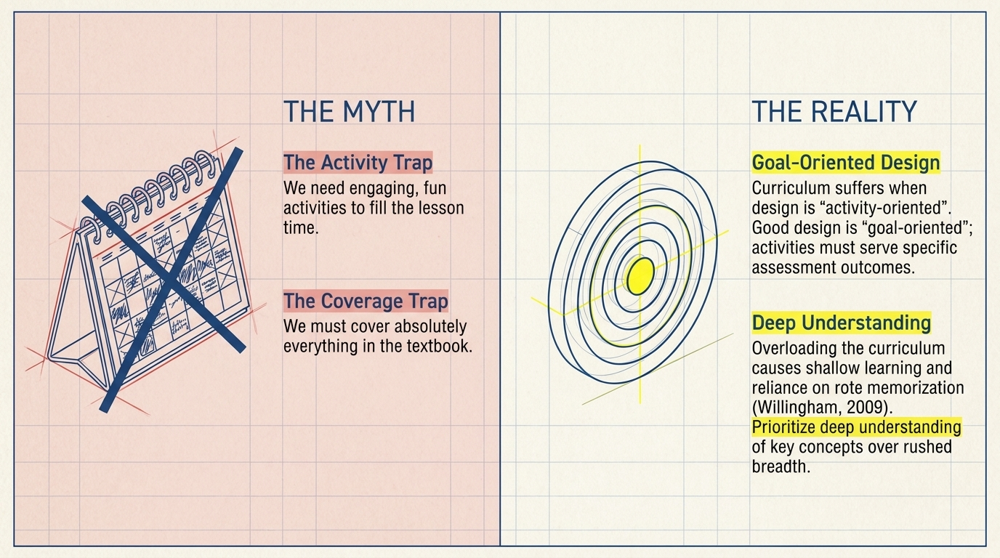 THE MYTH
The Activity Trap
We need engaging, fun
activities to fill the lesson
time.
The Coverage Trap
We must cover absolutely
everything in the textbook.
THE REALITY
Goal-Oriented Design
Curriculum suffers when
design is “activity-oriented”.
Good design is “goal-oriented”;
activities must serve specific
assessment outcomes.
Deep Understanding
Overloading the curriculum
causes shallow learning and
reliance on rote memorization
(Willingham, 2009).
Prioritize deep understanding
of key concepts over rushed
breadth.